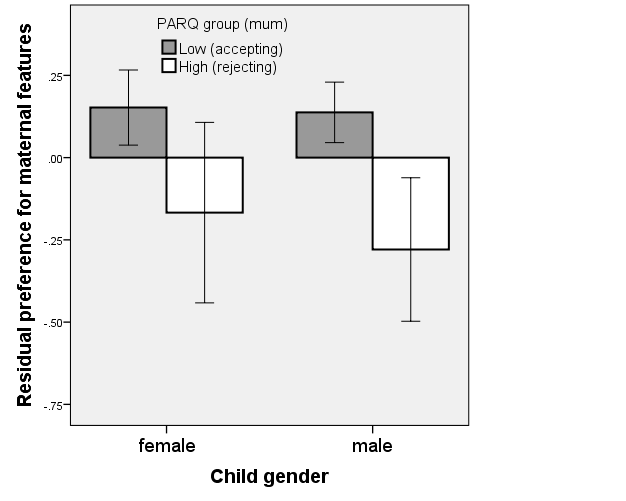 PARQ group (mum)
Low (accepting)
High (rejecting)
Residual preference for maternal features
.25
.00
-.25
-.50
-.75
female
male
Child gender